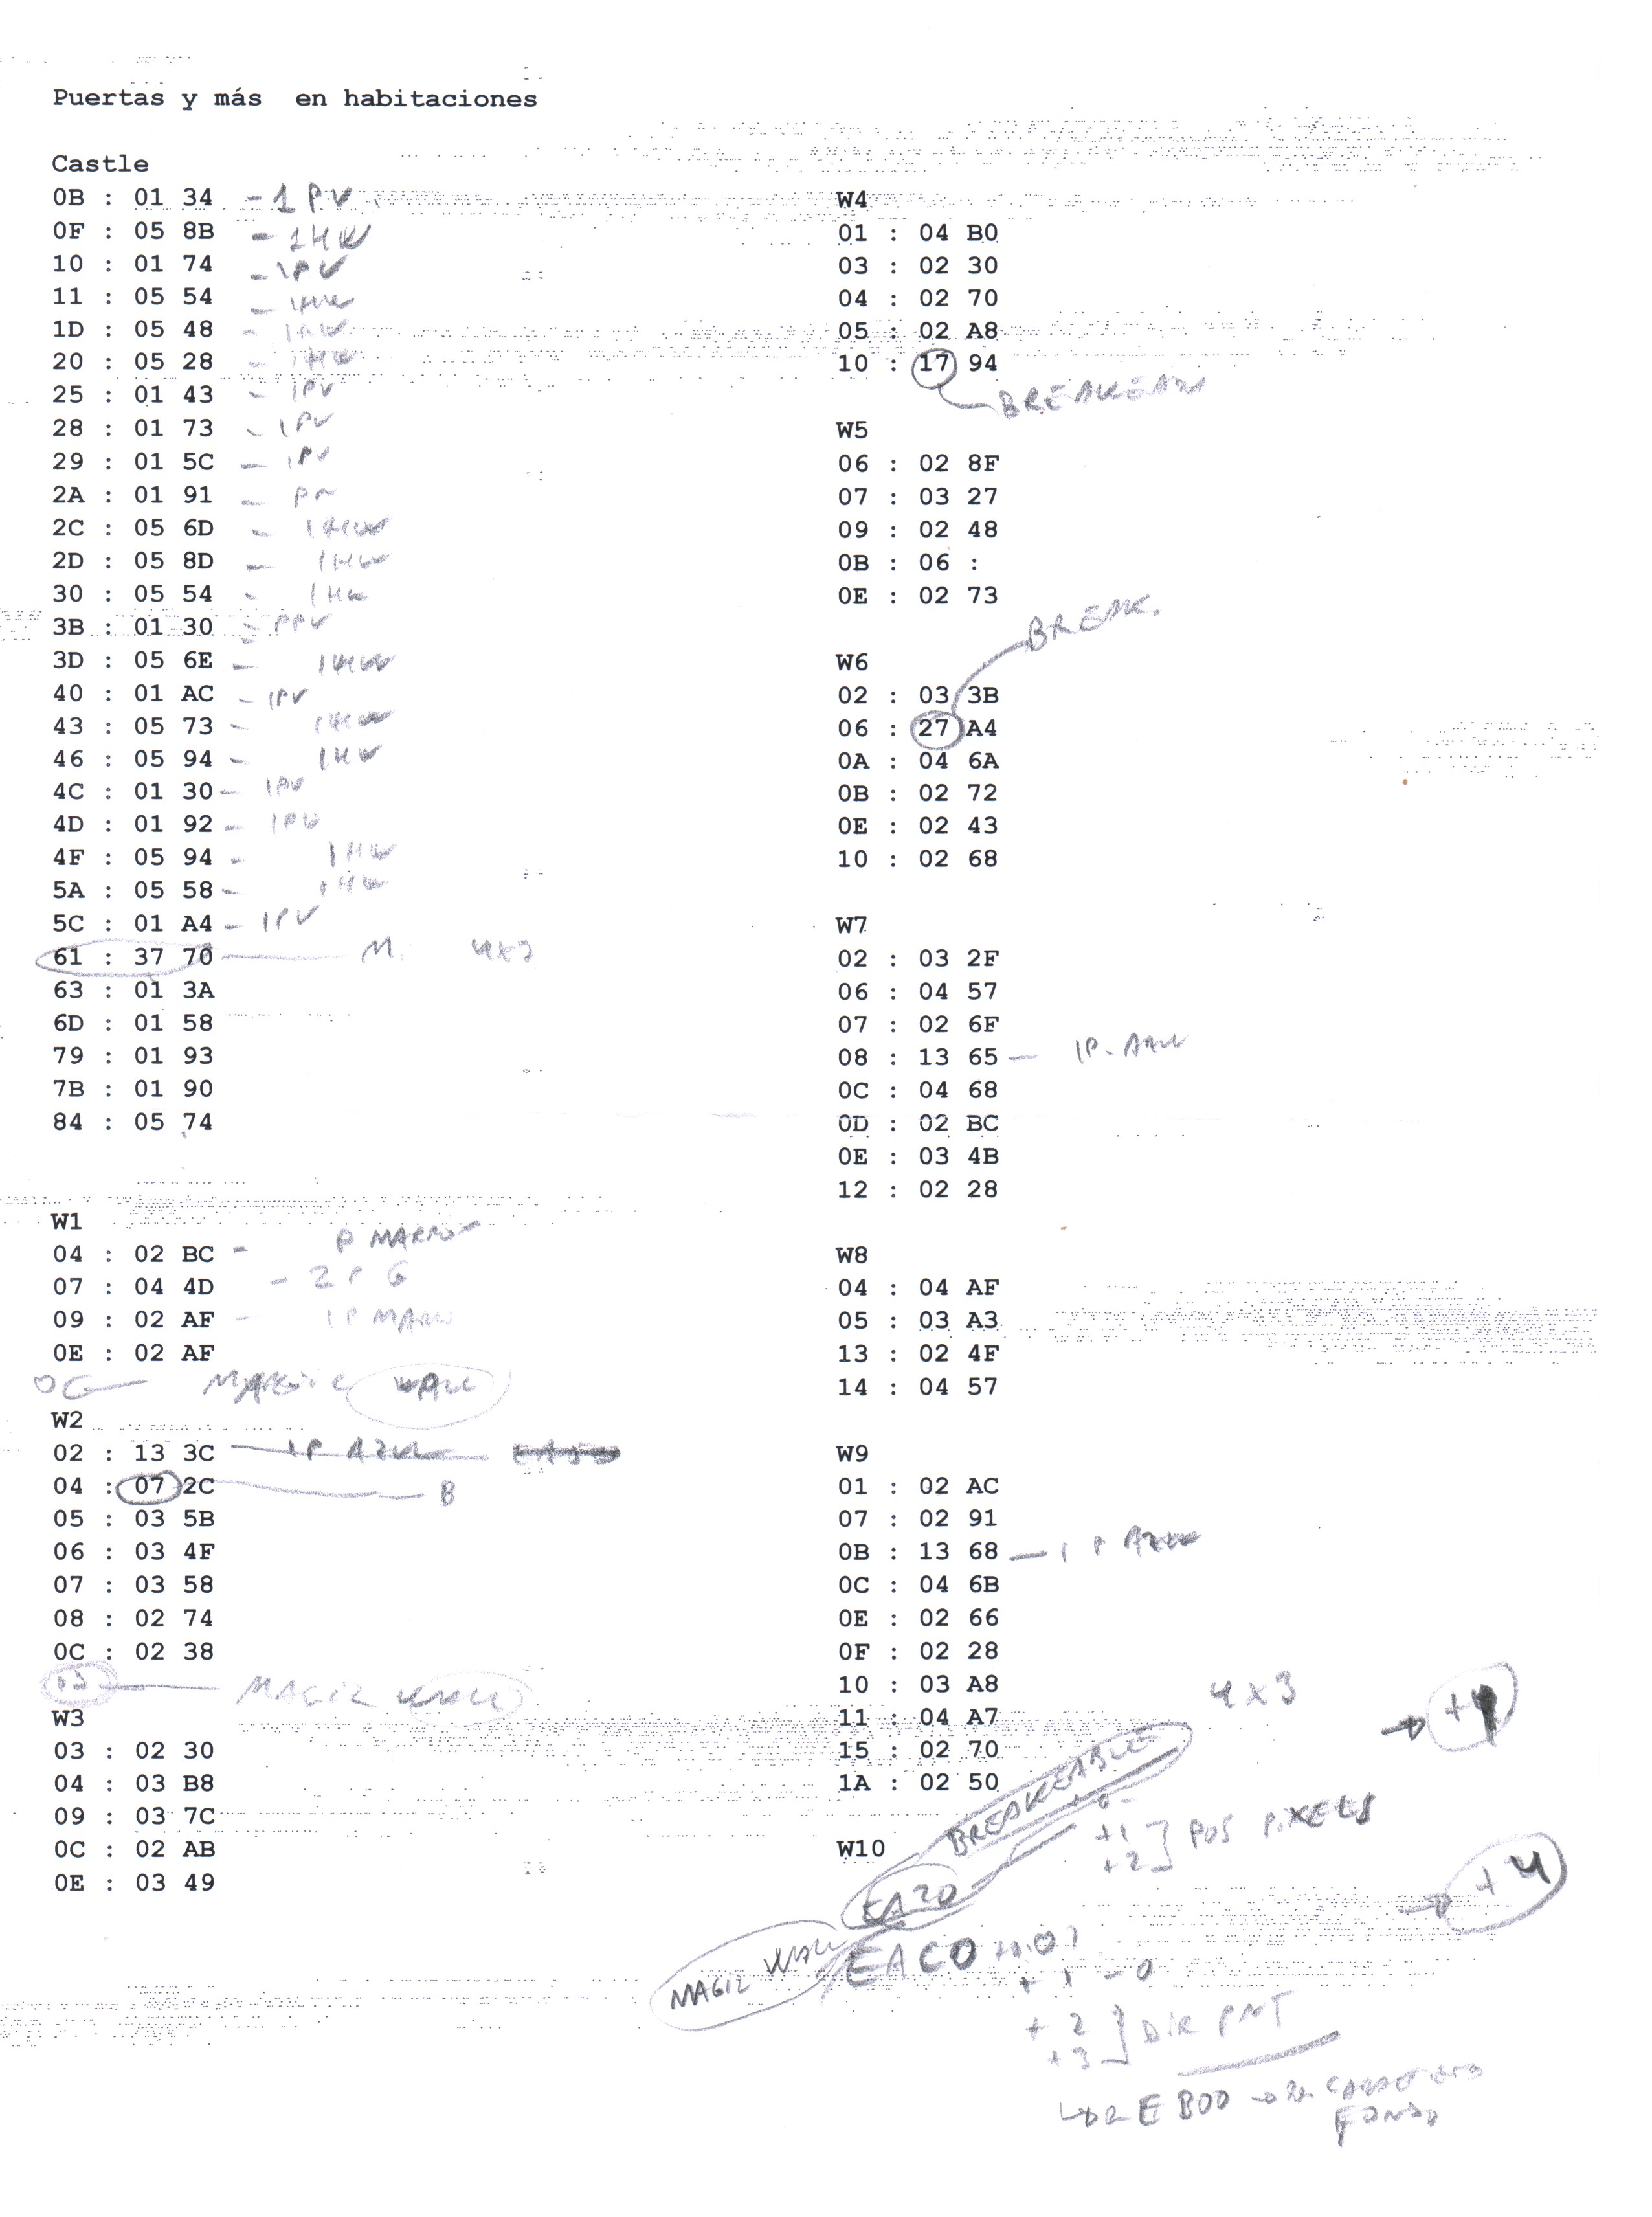 Puertas y más  en habitaciones
Castle
0B : 01 34 - 1 PV
0F : 05 8B - 1HW
10 : 01 74 - 1PV
11 : 05 54 - 1HW
1D : 05 48 - 1HW
20 : 05 28 - 1HW
25 : 01 43 - 1PV
28 : 01 73 - 1PV
29 : 01 5C - 1PV
2A : 01 91 -
2C : 05 6D - 1HW
2D : 05 8D - 1HW
30 : 05 54 - 1HW
3B : 01 30 -
3D : 05 6E - 1HW
40 : 01 AC - 1PV
43 : 05 73 - 1HW
46 : 05 94 - 1HW
4C : 01 30 - 1PV
4D : 01 92 - 1PV
4F : 05 94 - 1HW
5A : 05 58 - 1HW
5C : 01 A4 - 1PV
61 : 37 70 - M. 4x3
63 : 01 3A
6D : 01 58
79 : 01 93
7B : 01 90
84 : 05 74
W1
04 : 02 BC - P MARRON
07 : 04 4D - 2 P G
09 : 02 AF - 1P MARRON
0E : 02 AF
MAGIC WALL
W2
02 : 13 3C - 1P AZUL
04 : 07 2C - B
05 : 03 5B
06 : 03 4F
07 : 03 58
08 : 02 74
0C : 02 38
MAGIC WALL
W3
03 : 02 30
04 : 03 B8
09 : 03 7C
0C : 02 AB
0E : 03 49
W4
01 : 04 B0
03 : 02 30
04 : 02 70
05 : 02 A8
10 : 17 94
W5
06 : 02 8F
07 : 03 27
09 : 02 48
0B : 06 :
0E : 02 73
BREAK.
W6
02 : 03 3B
06 : 27 A4
0A : 04 6A
0B : 02 72
0E : 02 43
10 : 02 68
W7
02 : 03 2F
06 : 04 57
07 : 02 6F
08 : 13 65 - 1P. AZUL
0C : 04 68
0D : 02 BC
0E : 03 4B
12 : 02 28
W8
04 : 04 AF
05 : 03 A3
13 : 02 4F
14 : 04 57
W9
01 : 02 AC
07 : 02 91
0B : 13 68 - 1 P AZUL
0C : 04 6B
0E : 02 66
0F : 02 28
10 : 03 A8
11 : 04 A7
15 : 02 70
1A : 02 50
4x3
→ +4
BREAKEABLES
+0-
+1
+2 ] POS PIXELS
W10
→ +4
EA20
MAGIC WALL
EAC0
+1 - 0
+2
+3 } DIR PNT
EB00 → FONDO